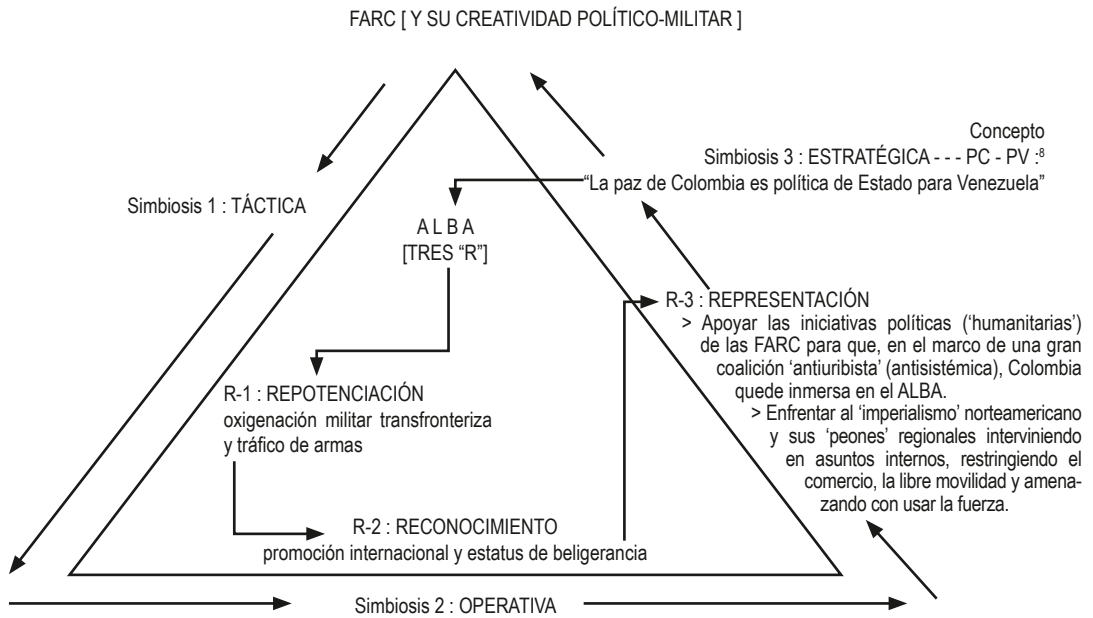 FARC [ Y SU CREATIVIDAD POLÍTICO-MILITAR ]
Concepto
Simbiosis 3 : ESTRATÉGICA - - - PC - PV :⁸
“La paz de Colombia es política de Estado para Venezuela”
Simbiosis 1 : TÁCTICA
A L B A
[TRES “R”]
R-3 : REPRESENTACIÓN
> Apoyar las iniciativas políticas (‘humanitarias’)
de las FARC para que, en el marco de una gran
coalición ‘antiuribista’ (antisistémica), Colombia
quede inmersa en el ALBA.
> Enfrentar al ‘imperialismo’ norteamericano
y sus ‘peones’ regionales interviniendo
en asuntos internos, restringiendo el
comercio, la libre movilidad y amena-
zando con usar la fuerza.
R-1 : REPOTENCIACIÓN
oxigenación militar transfronteriza
y tráfico de armas
R-2 : RECONOCIMIENTO
promoción internacional y estatus de beligerancia
Simbiosis 2 : OPERATIVA